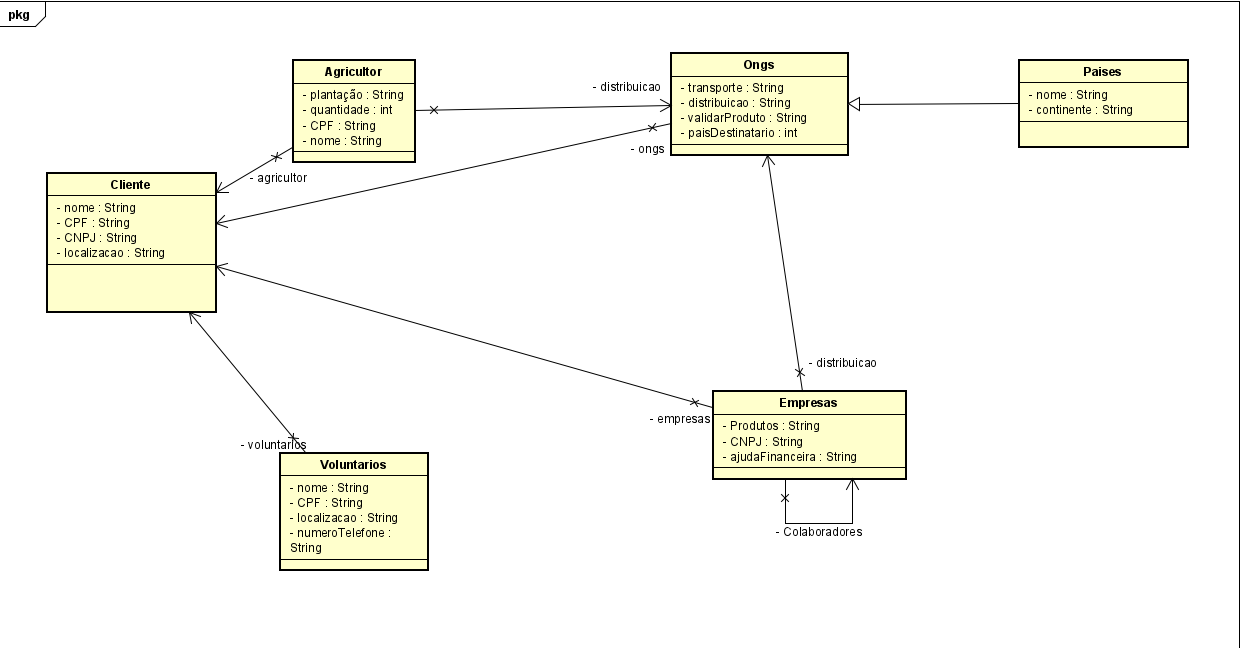 pkg
Agricultor
- plantação : String
- quantidade : int
- CPF : String
- nome : String
- distribuicao
Ongs
- transporte : String
- distribuicao : String
- validarProduto : String
- paisDestinatario : int
Paises
- nome : String
- continente : String
- ongs
- agricultor
Cliente
- nome : String
- CPF : String
- CNPJ : String
- localizacao : String
- distribuicao
- empresas
Empresas
- Produtos : String
- CNPJ : String
- ajudaFinanceira : String
- Colaboradores
- voluntarios
Voluntarios
- nome : String
- CPF : String
- localizacao : String
- numeroTelefone :
String